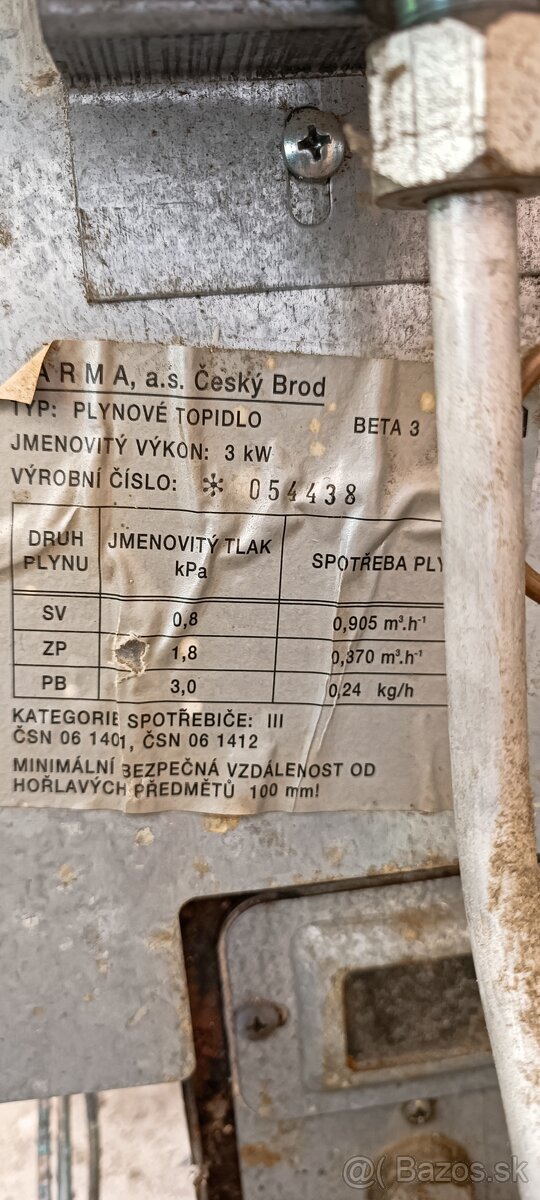 ARMA, a.s. Český Brod
TYP: PLYNOVÉ TOPIDLO BETA 3
JMENOVITÝ VÝKON: 3 kW
VÝROBNÍ ČÍSLO: * 054438
DRUH PLYNU JMENOVITÝ TLAK kPa SPOTŘEBA PLY
SV 0,8 0,905 m³.h⁻¹
ZP 1,8 0,370 m³.h⁻¹
PB 3,0 0,24 kg/h
KATEGORIE SPOTŘEBIČE: III
ČSN 06 1401, ČSN 06 1412
MINIMÁLNÍ BEZPEČNÁ VZDÁLENOST OD
HOŘLAVÝCH PŘEDMĚTŮ 100 mm!
@( Bazos.sk